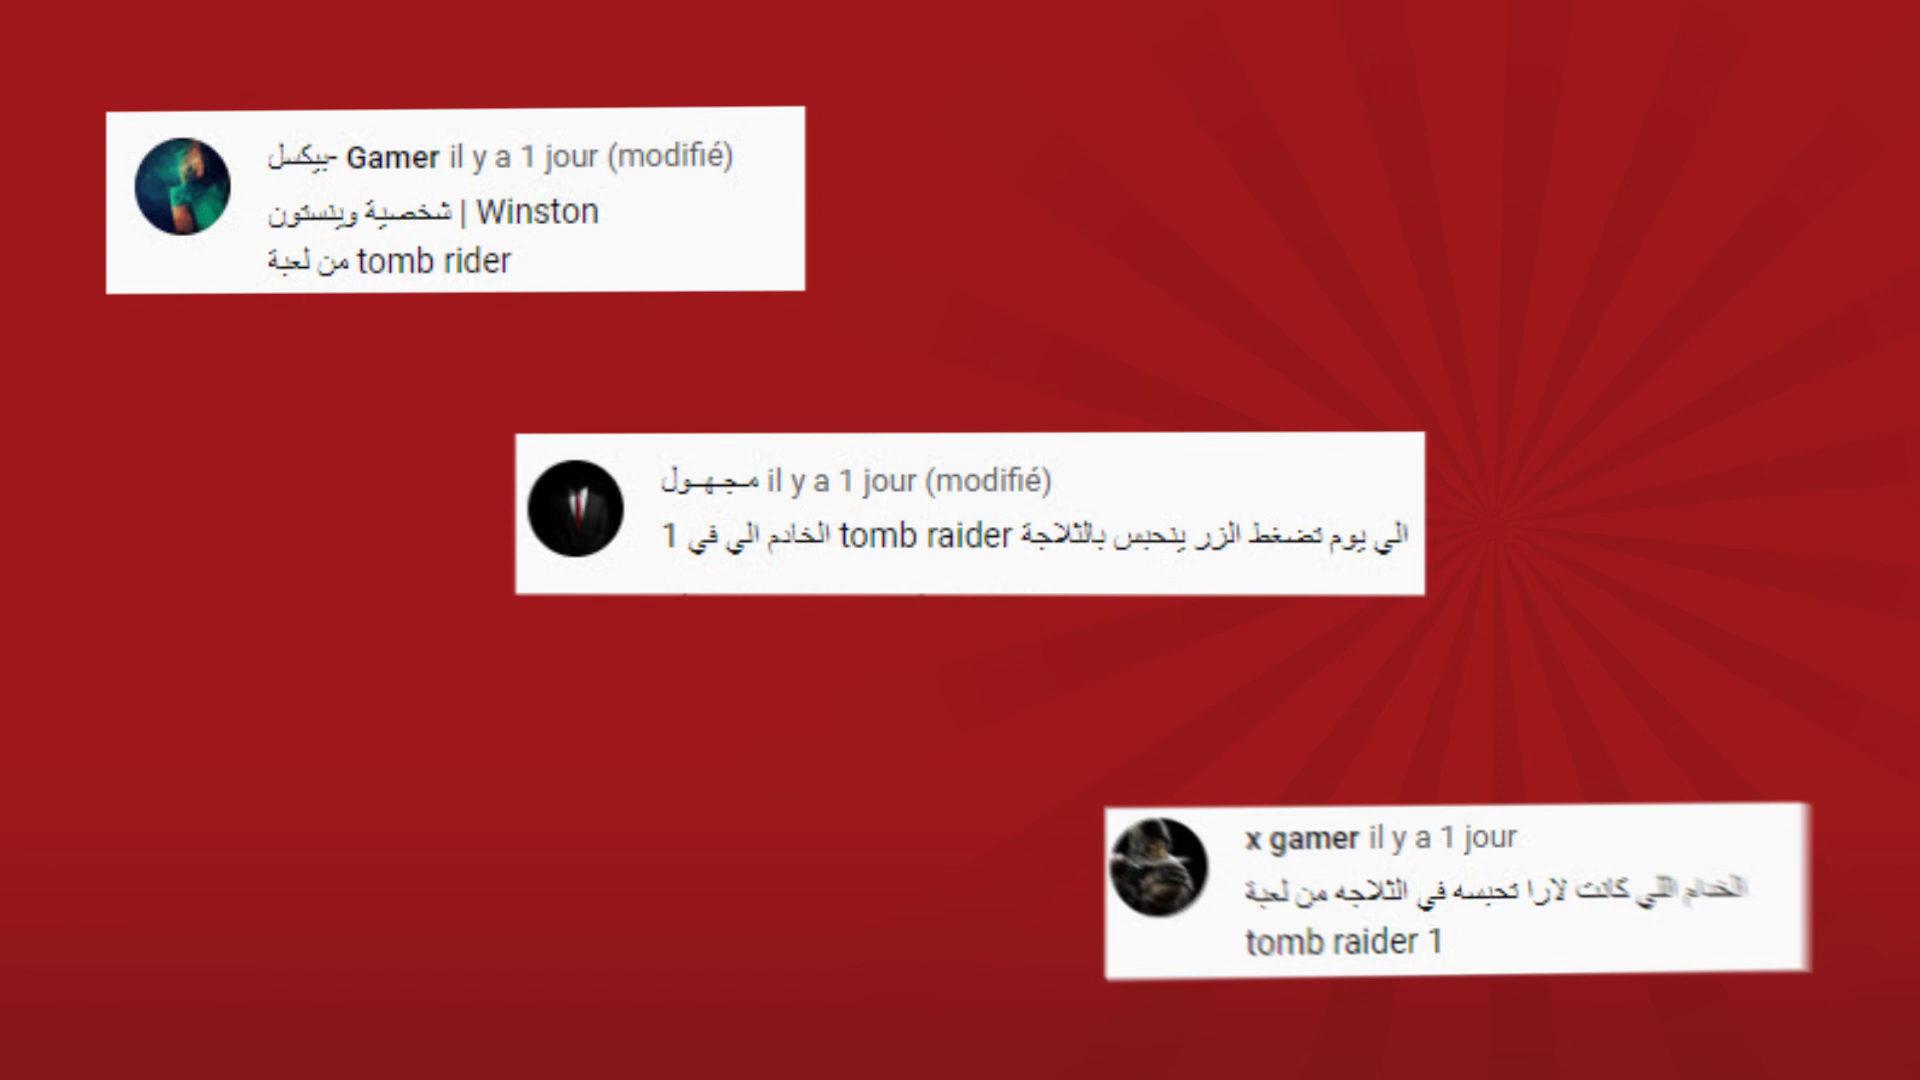 بيكسل- Gamer il y a 1 jour (modifié)
شخصية وينستون | Winston
من لعبة tomb rider
مـجـهـول il y a 1 jour (modifié)
الي يوم تضغط الزر ينحبس بالثلاجة tomb raider الخادم الي في 1
x gamer il y a 1 jour
الخدام اللي كانت لارا تحبسه في الثلاجه من لعبة
tomb raider 1